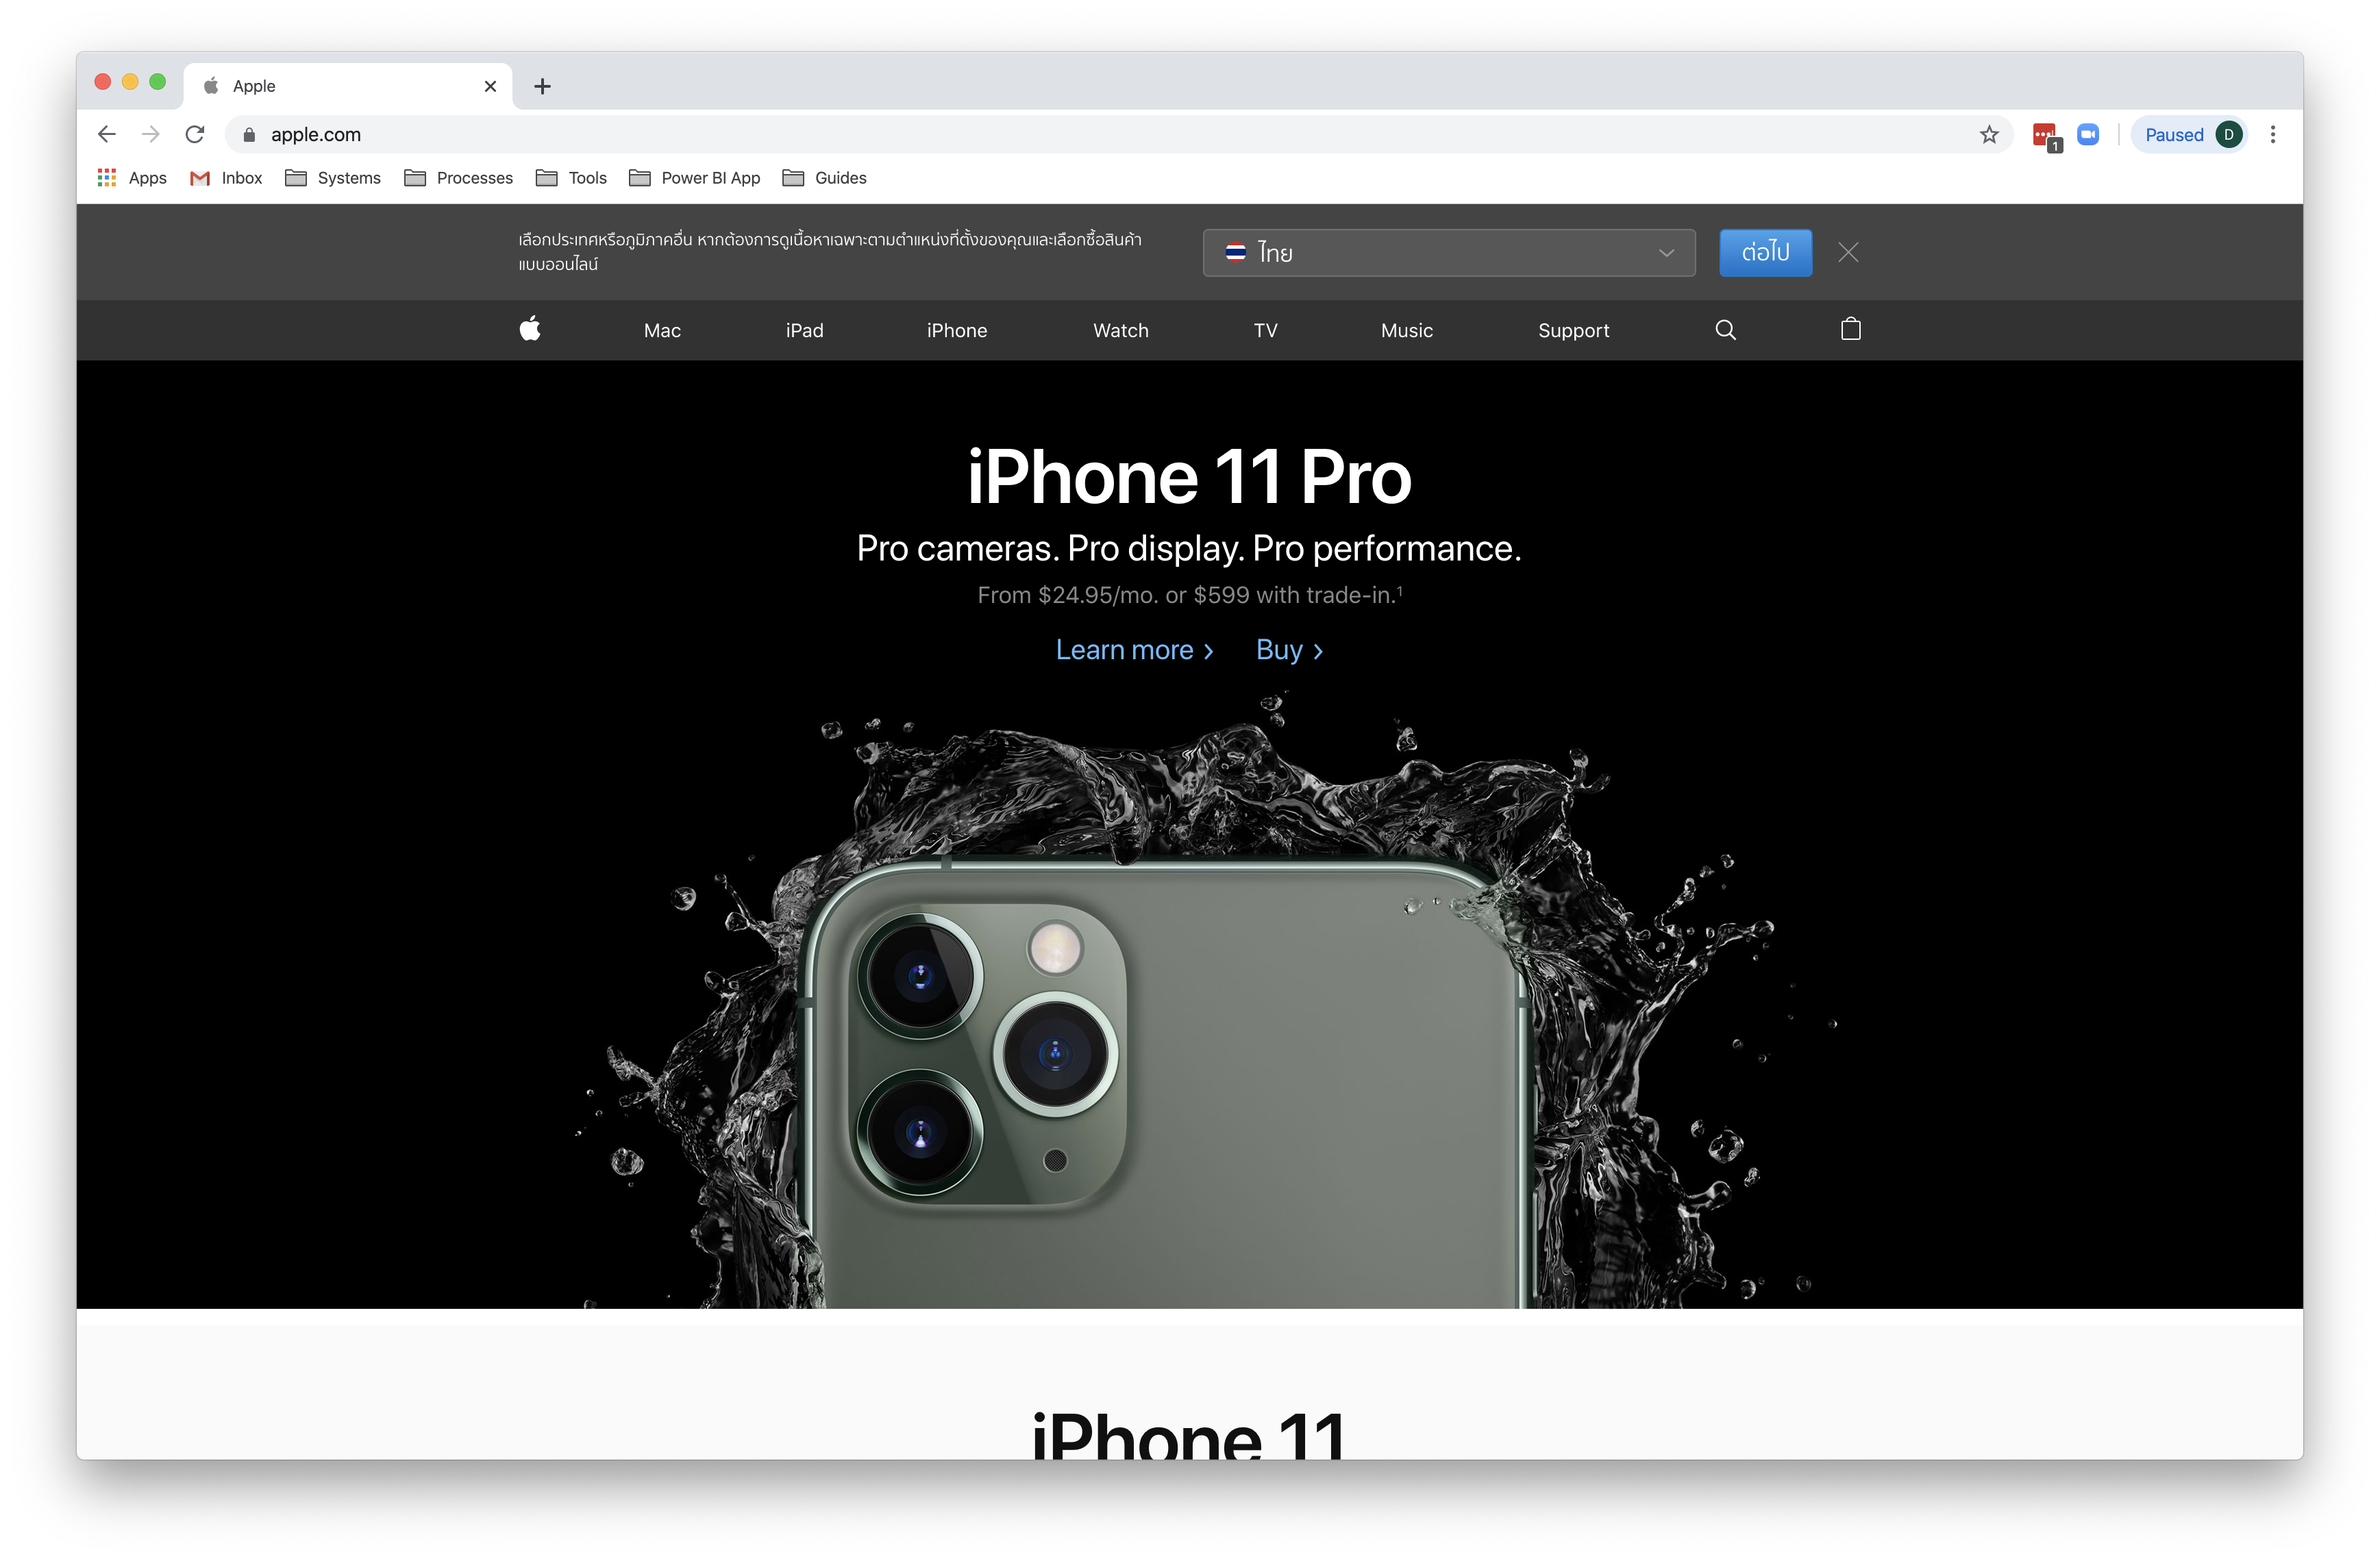 Apple
apple.com
1
Paused D
Apps Inbox Systems Processes Tools Power BI App Guides
เลือกประเทศหรือภูมิภาคอื่น หากต้องการดูเนื้อหาเฉพาะตามตำแหน่งที่ตั้งของคุณและเลือกซื้อสินค้า
แบบออนไลน์
ไทย
ต่อไป
Mac iPad iPhone Watch TV Music Support
iPhone 11 Pro
Pro cameras. Pro display. Pro performance.
From $24.95/mo. or $599 with trade-in.¹
Learn more › Buy ›
iPhone 11